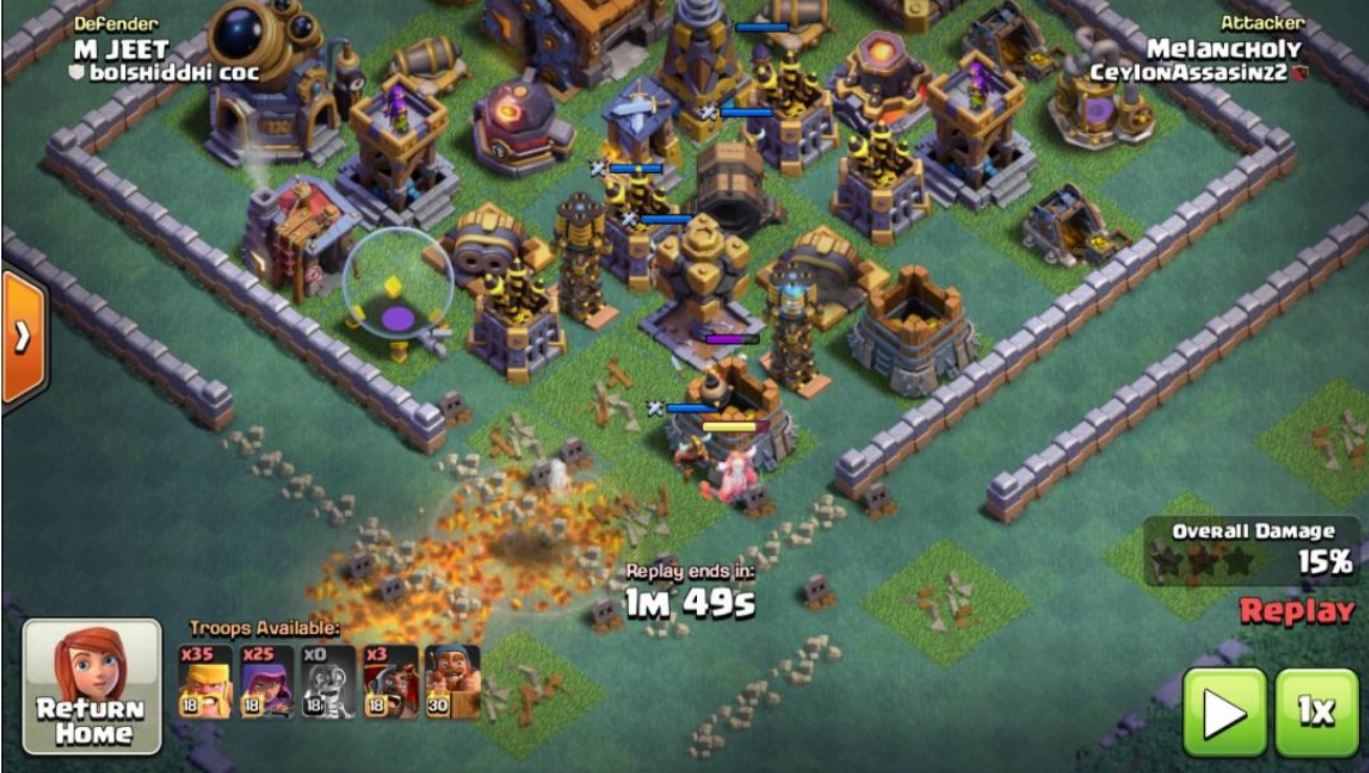 Defender
M JEET
bolshiddhi coc
Attacker
Melancholy
CeylonAssasinz2
Overall Damage
15%
Replay
Replay ends in:
1m 49s
Troops Available:
x35
x25
x0
x3
18
18
18
18
30
Return
Home
1x